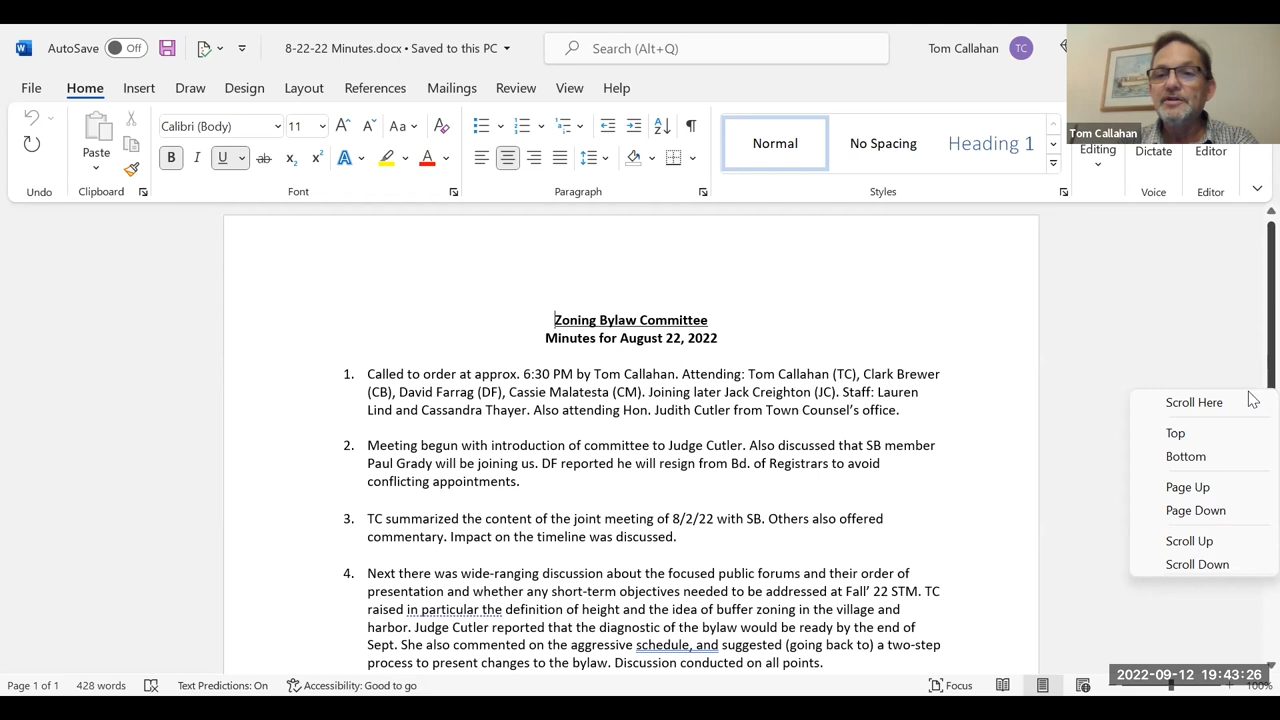 AutoSave Off 8-22-22 Minutes.docx • Saved to this PC Search (Alt+Q) Tom Callahan TC
File Home Insert Draw Design Layout References Mailings Review View Help
Calibri (Body) 11 Aa
Paste
B I U ab x₂ x² A A
Normal No Spacing Heading 1
Tom Callahan
Editing Dictate Editor
Undo Clipboard Font Paragraph Styles Voice Editor
Zoning Bylaw Committee
Minutes for August 22, 2022
1. Called to order at approx. 6:30 PM by Tom Callahan. Attending: Tom Callahan (TC), Clark Brewer
(CB), David Farrag (DF), Cassie Malatesta (CM). Joining later Jack Creighton (JC). Staff: Lauren
Lind and Cassandra Thayer. Also attending Hon. Judith Cutler from Town Counsel's office.
2. Meeting begun with introduction of committee to Judge Cutler. Also discussed that SB member
Paul Grady will be joining us. DF reported he will resign from Bd. of Registrars to avoid
conflicting appointments.
3. TC summarized the content of the joint meeting of 8/2/22 with SB. Others also offered
commentary. Impact on the timeline was discussed.
4. Next there was wide-ranging discussion about the focused public forums and their order of
presentation and whether any short-term objectives needed to be addressed at Fall' 22 STM. TC
raised in particular the definition of height and the idea of buffer zoning in the village and
harbor. Judge Cutler reported that the diagnostic of the bylaw would be ready by the end of
Sept. She also commented on the aggressive schedule, and suggested (going back to) a two-step
process to present changes to the bylaw. Discussion conducted on all points.
Scroll Here
Top
Bottom
Page Up
Page Down
Scroll Up
Scroll Down
2022-09-12 19:43:26
Page 1 of 1 428 words Text Predictions: On Accessibility: Good to go Focus 100%